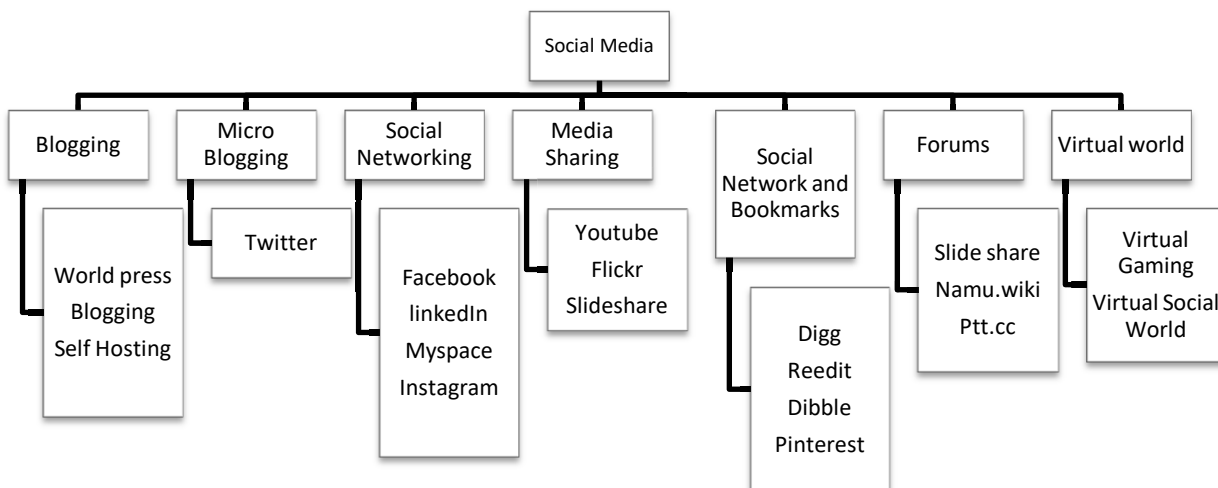 Social Media
Blogging
Micro
Blogging
Social
Networking
Media
Sharing
Social
Network and
Bookmarks
Forums
Virtual world
World press
Blogging
Self Hosting
Twitter
Facebook
linkedIn
Myspace
Instagram
Youtube
Flickr
Slideshare
Digg
Reedit
Dibble
Pinterest
Slide share
Namu.wiki
Ptt.cc
Virtual
Gaming
Virtual Social
World